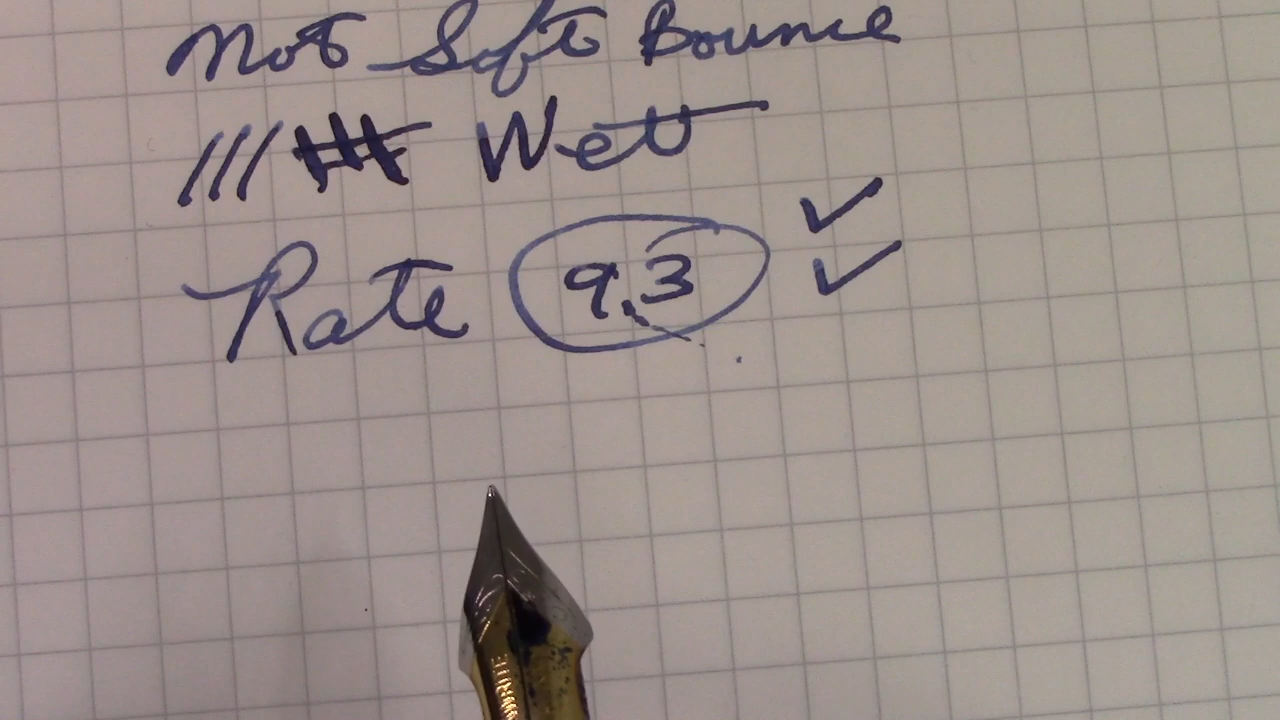 Not Soft Bounce
/// Wet
Rate 9.3 ✓
✓